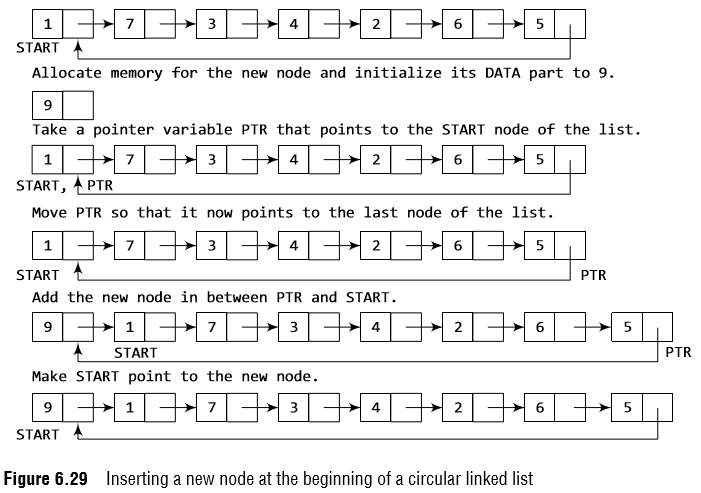 1 7 3 4 2 6 5
START
Allocate memory for the new node and initialize its DATA part to 9.
9
Take a pointer variable PTR that points to the START node of the list.
1 7 3 4 2 6 5
START, PTR
Move PTR so that it now points to the last node of the list.
1 7 3 4 2 6 5
START PTR
Add the new node in between PTR and START.
9 1 7 3 4 2 6 5
START PTR
Make START point to the new node.
9 1 7 3 4 2 6 5
START
Figure 6.29 Inserting a new node at the beginning of a circular linked list